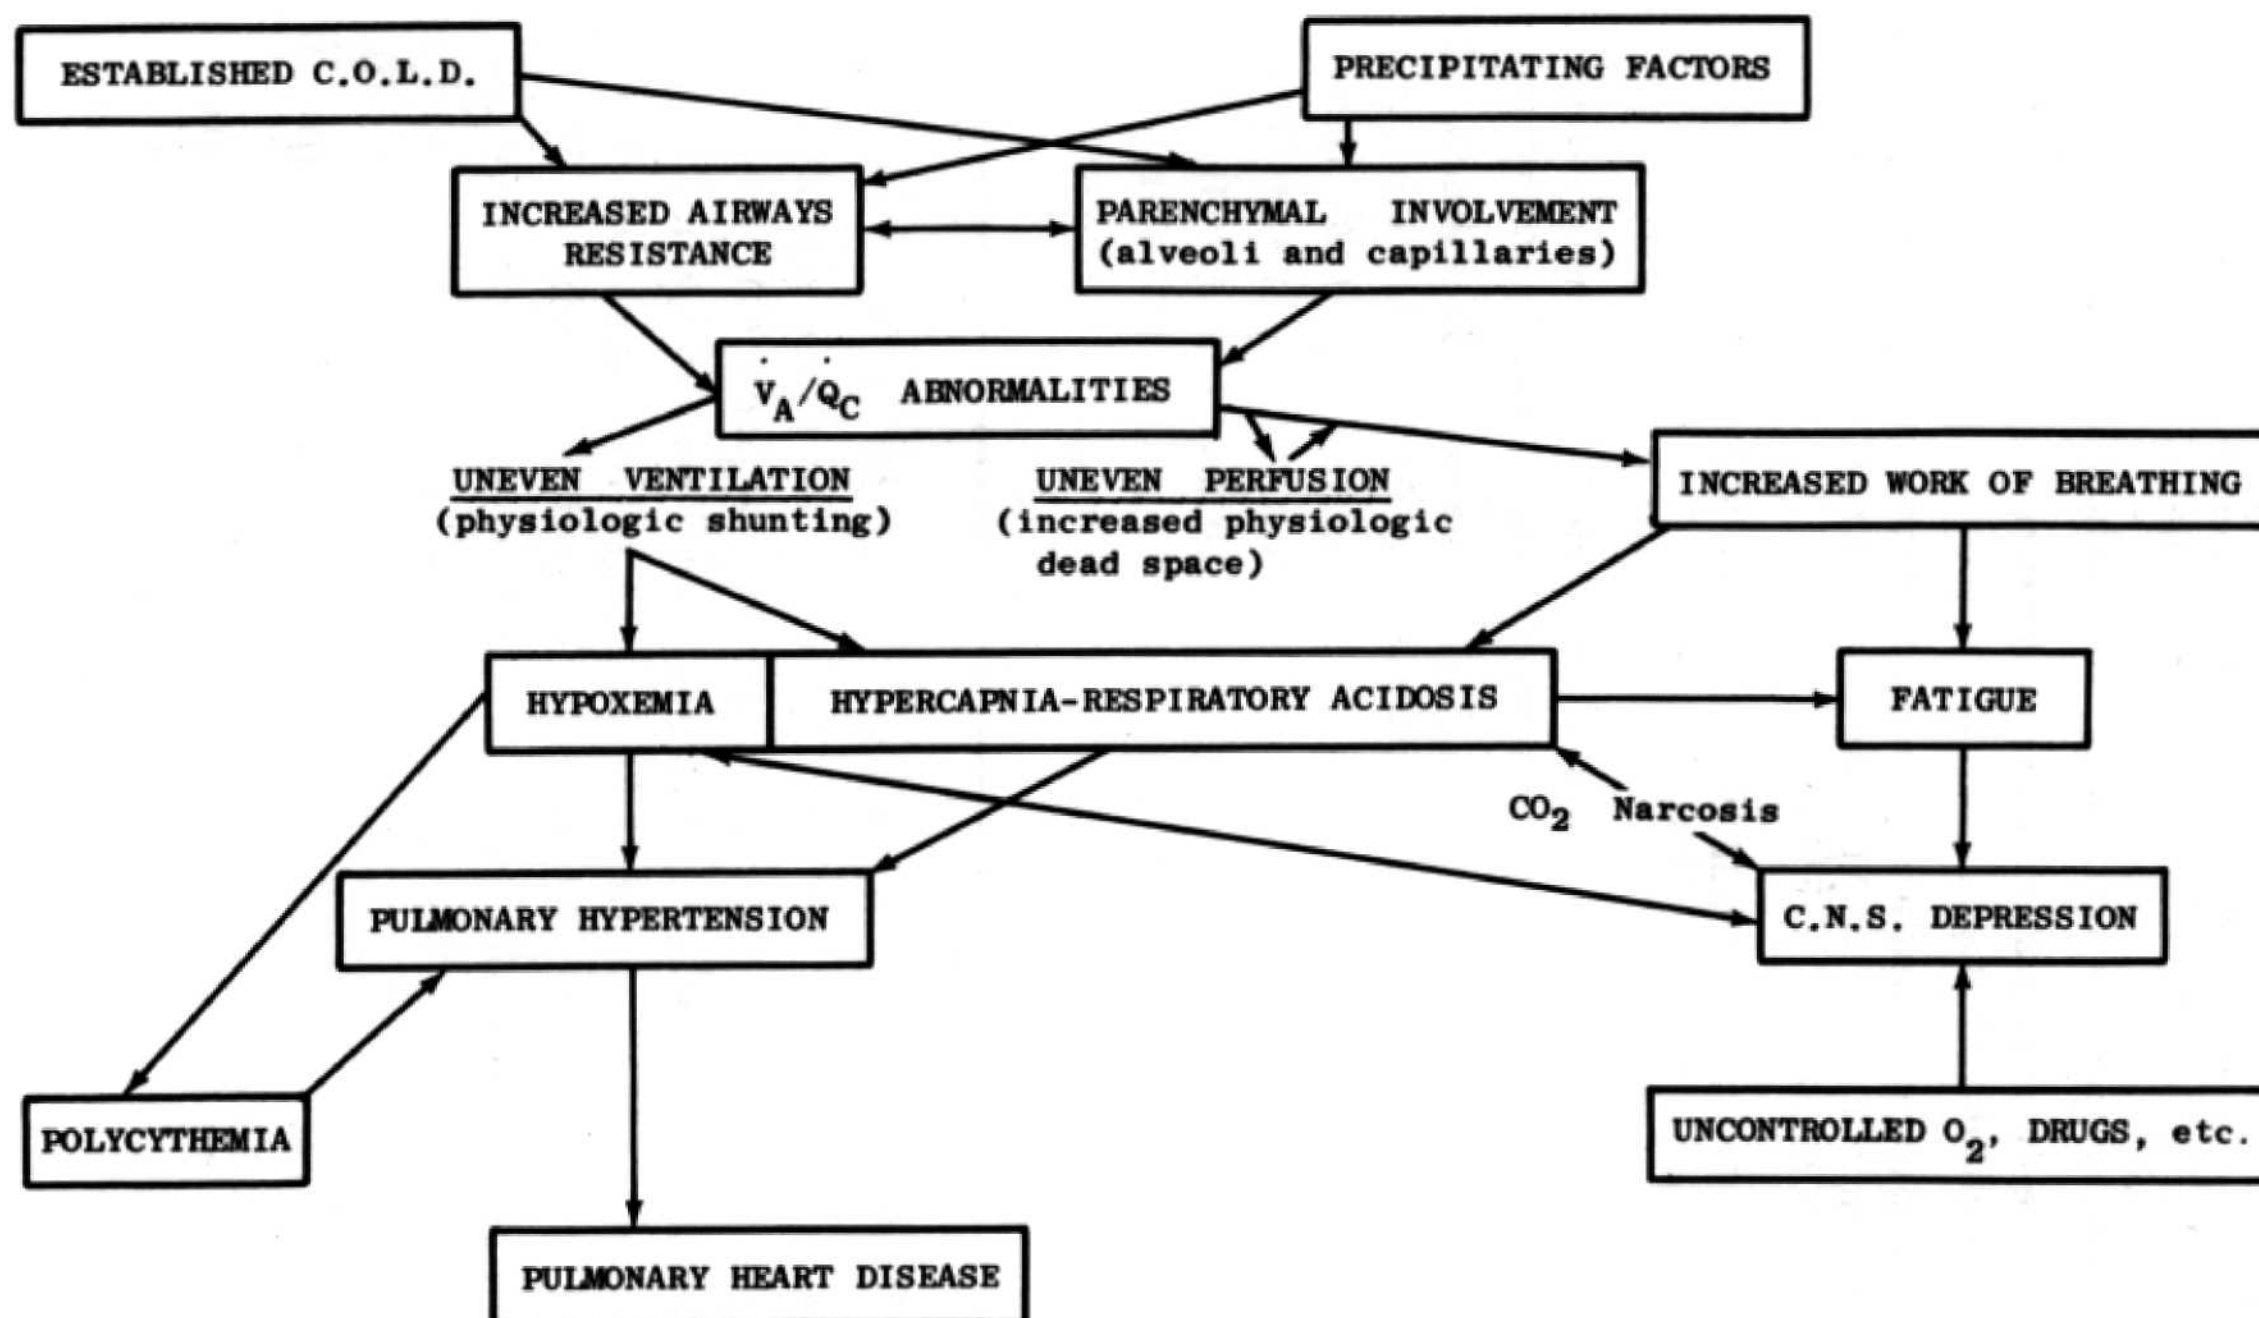 ESTABLISHED C.O.L.D.
PRECIPITATING FACTORS
INCREASED AIRWAYS
RESISTANCE
PARENCHYMAL INVOLVEMENT
(alveoli and capillaries)
V̇A/Q̇C ABNORMALITIES
UNEVEN VENTILATION
(physiologic shunting)
UNEVEN PERFUSION
(increased physiologic
dead space)
INCREASED WORK OF BREATHING
HYPOXEMIA
HYPERCAPNIA-RESPIRATORY ACIDOSIS
FATIGUE
CO₂ Narcosis
PULMONARY HYPERTENSION
C.N.S. DEPRESSION
POLYCYTHEMIA
UNCONTROLLED O₂, DRUGS, etc.
PULMONARY HEART DISEASE